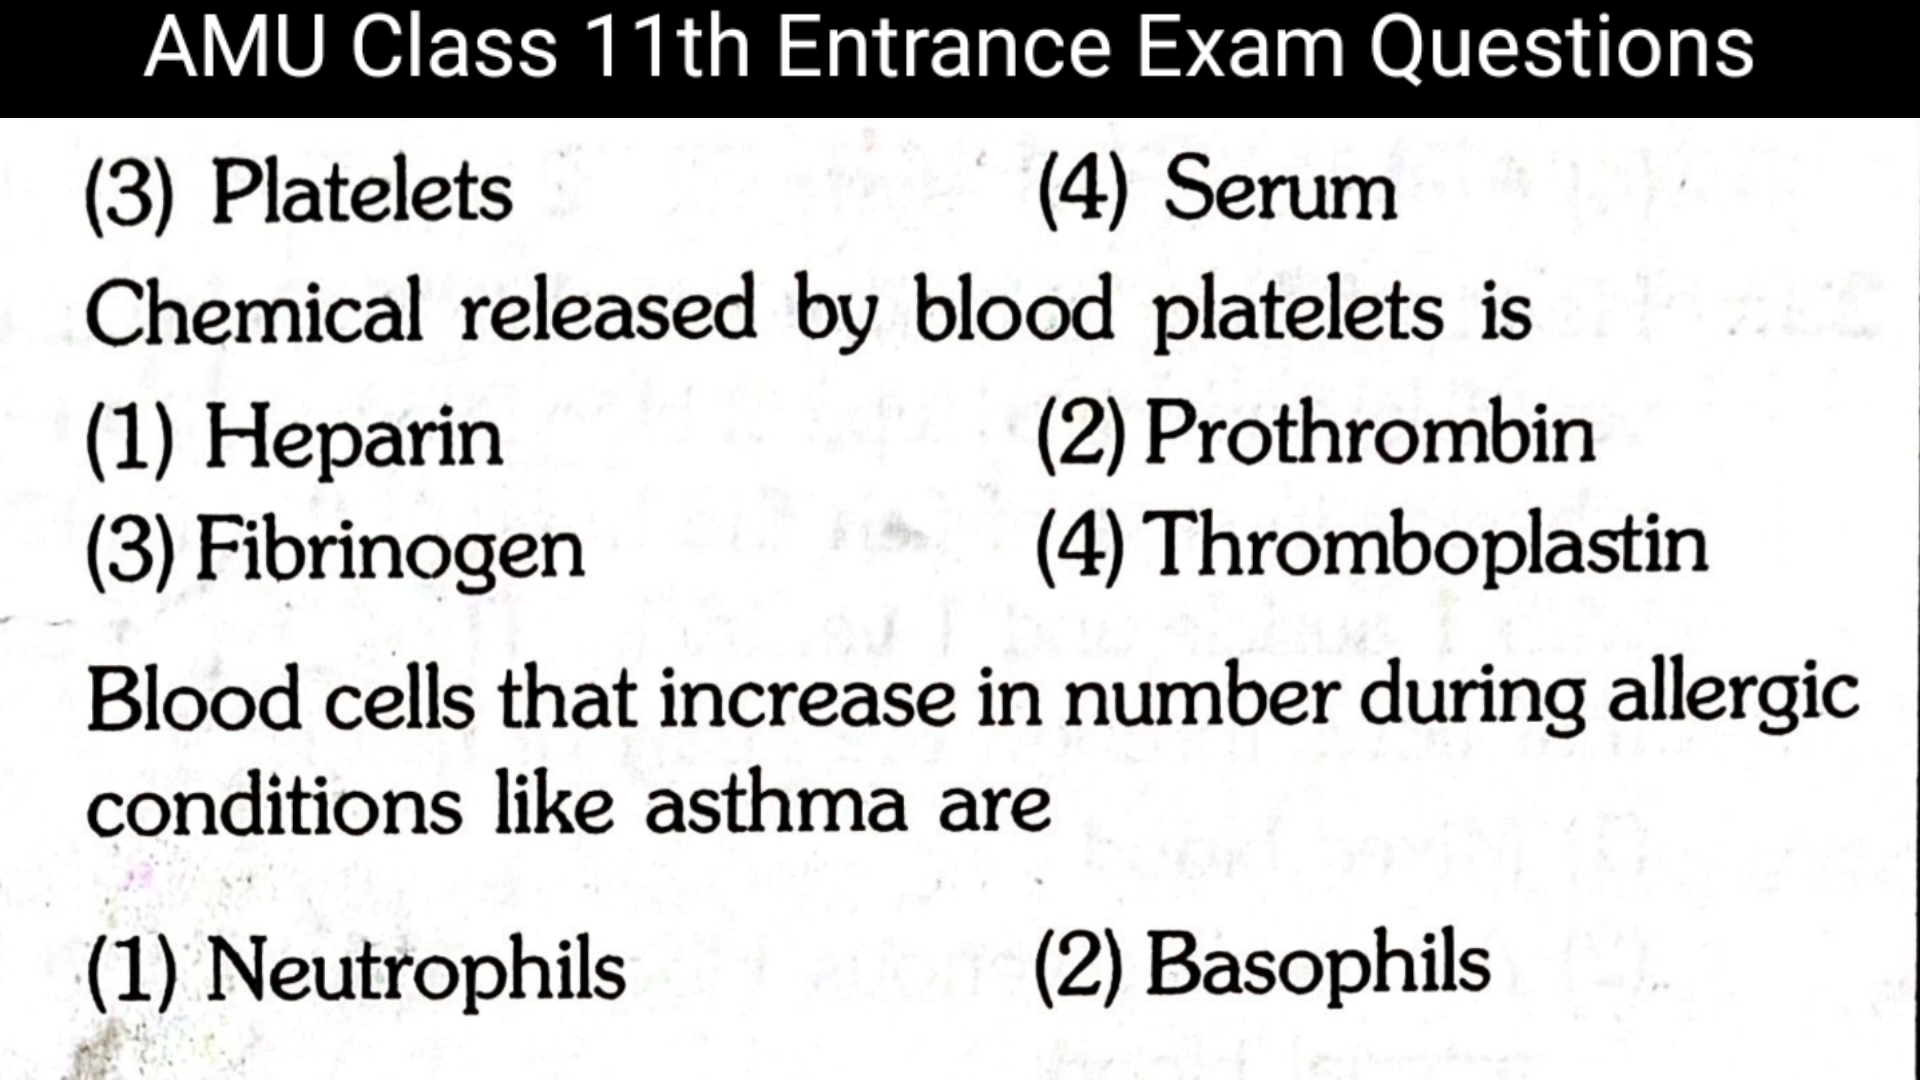 AMU Class 11th Entrance Exam Questions
(3) Platelets (4) Serum
Chemical released by blood platelets is
(1) Heparin (2) Prothrombin
(3) Fibrinogen (4) Thromboplastin
Blood cells that increase in number during allergic
conditions like asthma are
(1) Neutrophils (2) Basophils